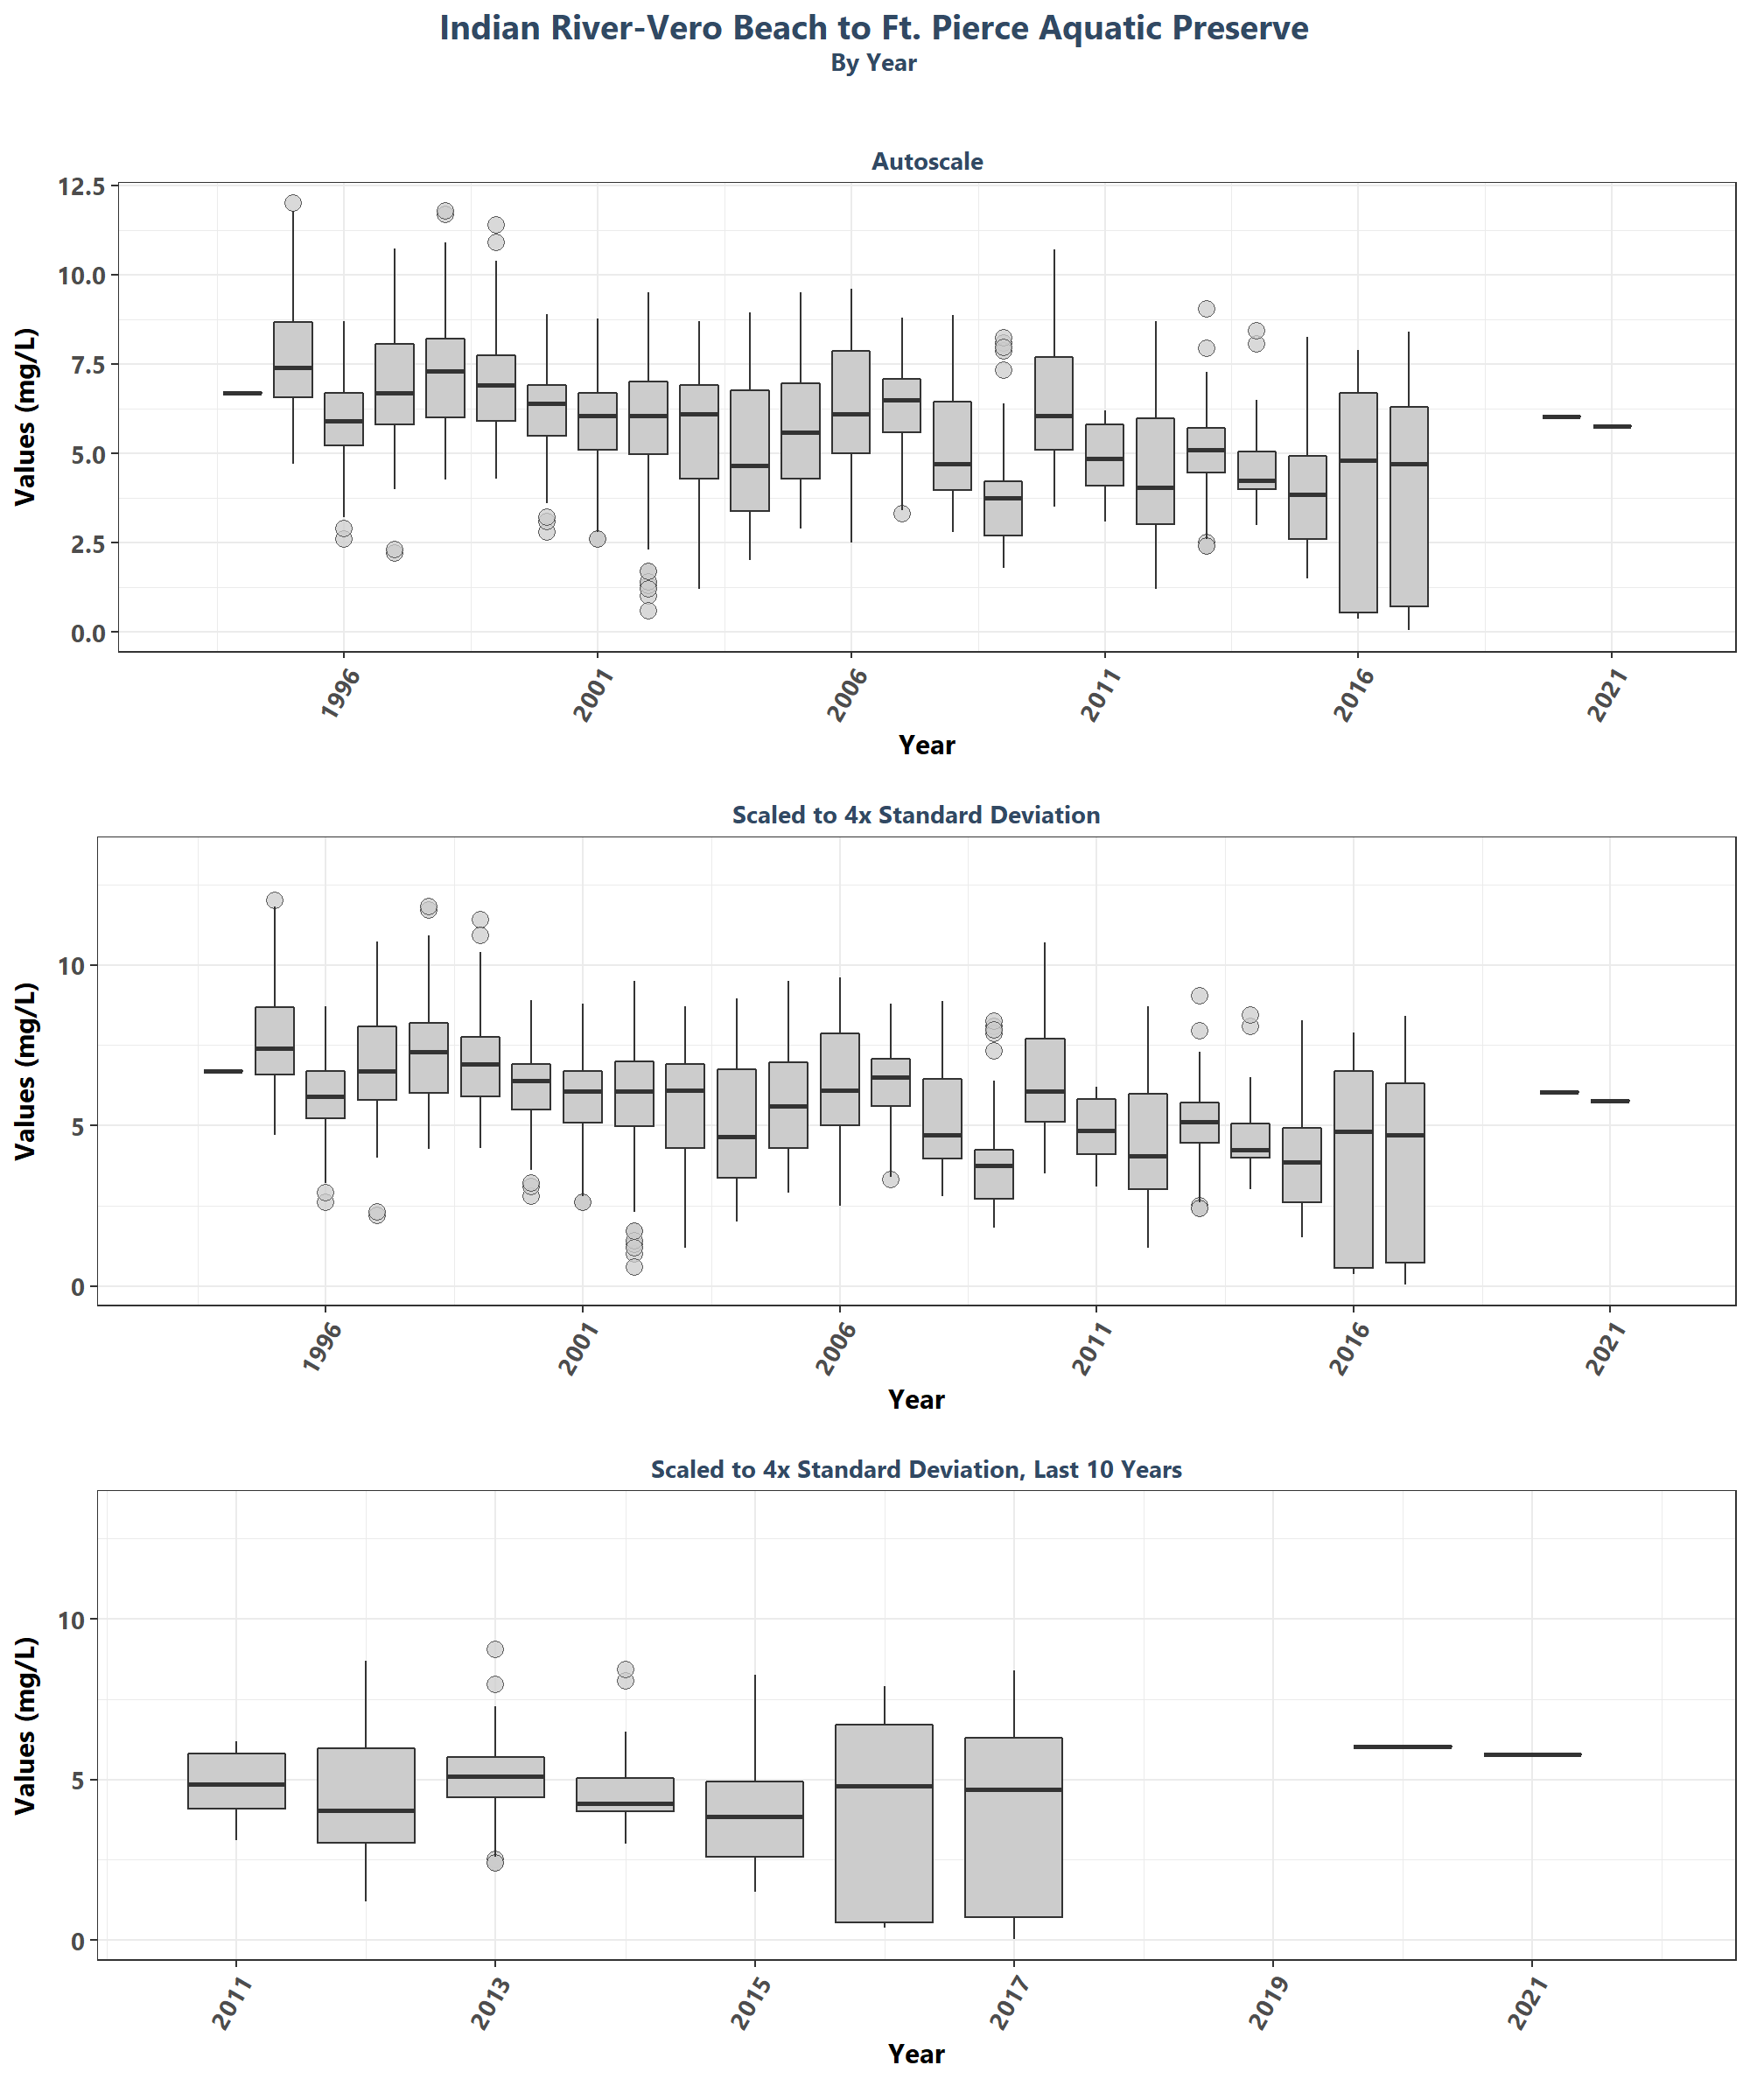 Indian River-Vero Beach to Ft. Pierce Aquatic Preserve
By Year
Autoscale
Values (mg/L)
12.5
10.0
7.5
5.0
2.5
0.0
1996
2001
2006
2011
2016
2021
Year
Scaled to 4x Standard Deviation
Values (mg/L)
10
5
0
1996
2001
2006
2011
2016
2021
Year
Scaled to 4x Standard Deviation, Last 10 Years
Values (mg/L)
10
5
0
2011
2013
2015
2017
2019
2021
Year